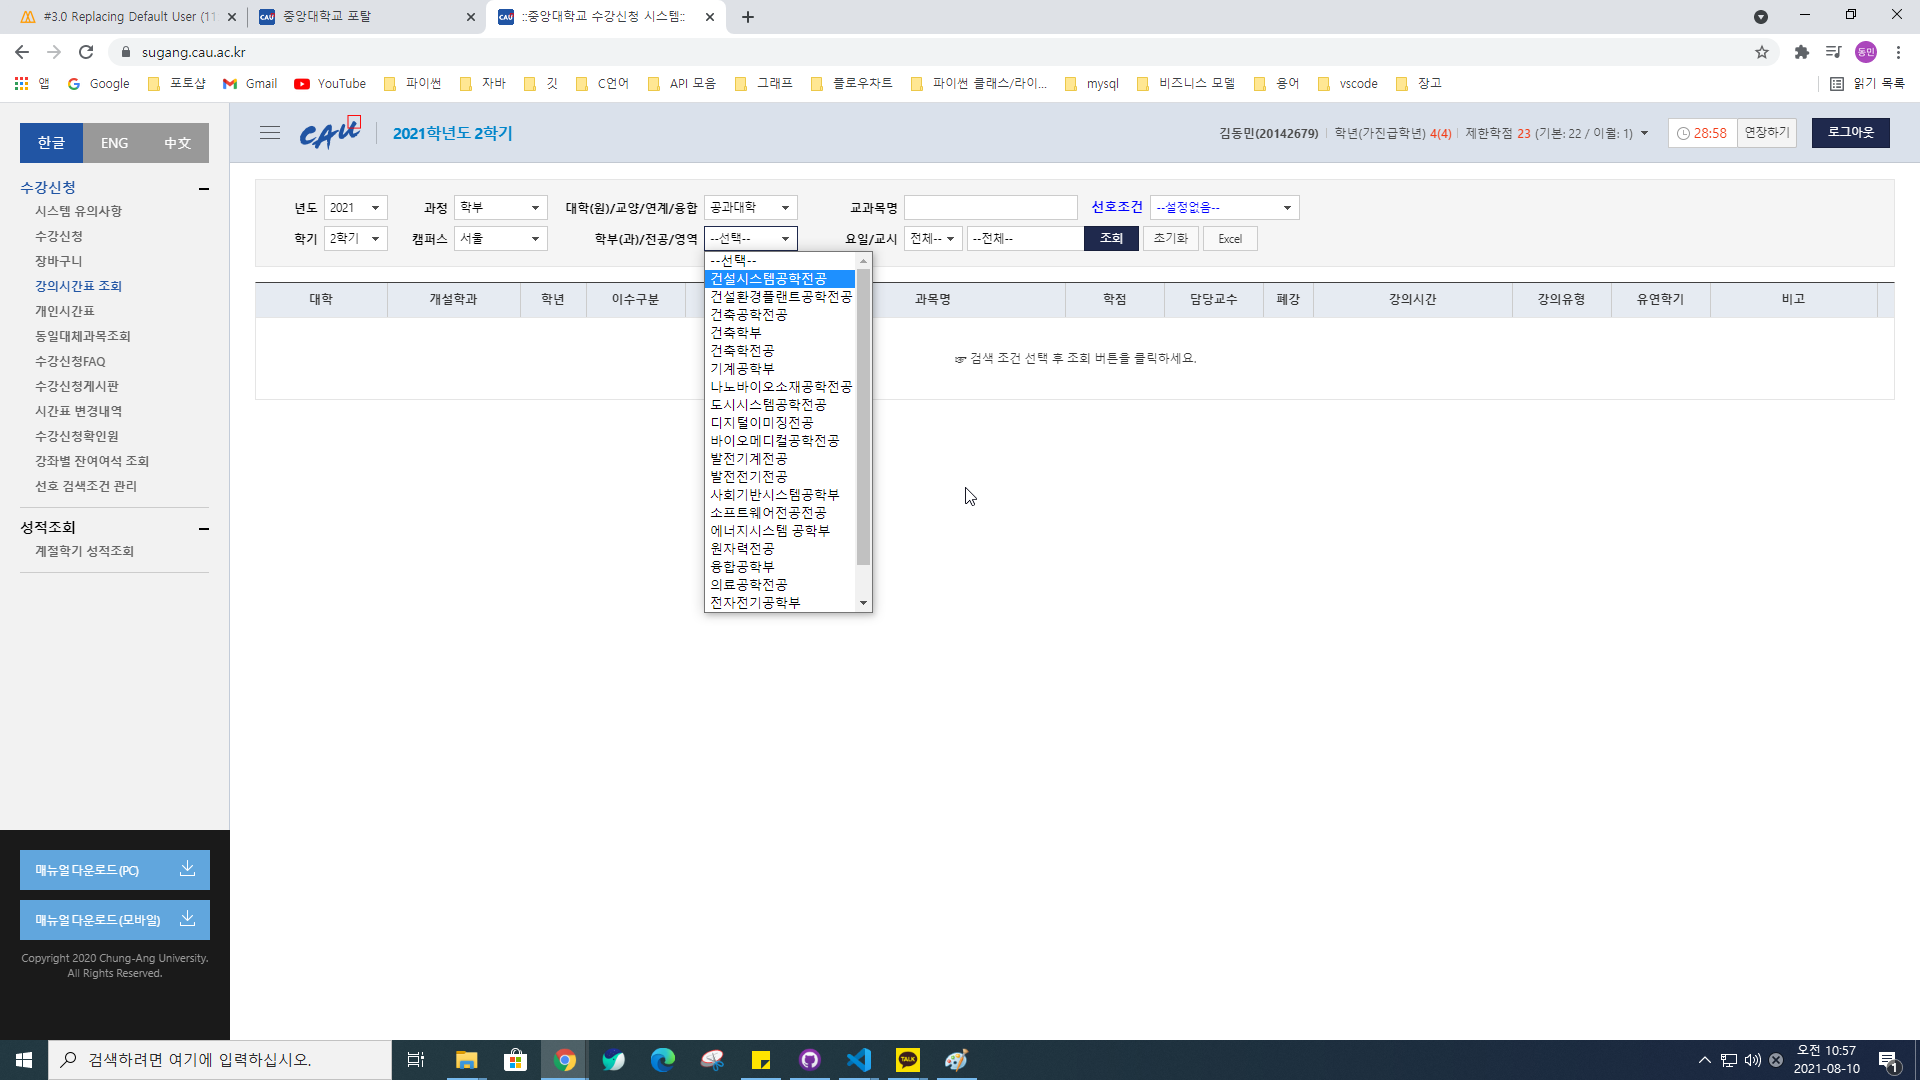 #3.0 Replacing Default User (11
중앙대학교 포탈
::중앙대학교 수강신청 시스템::
sugang.cau.ac.kr
동민
앱 Google 포토샵 Gmail YouTube 파이썬 자바 깃 C언어 API 모음 그래프 플로우차트 파이썬 클래스/라이... mysql 비즈니스 모델 용어 vscode 장고 읽기 목록
한글 ENG 中文
수강신청
시스템 유의사항
수강신청
장바구니
강의시간표 조회
개인시간표
동일대체과목조회
수강신청FAQ
수강신청게시판
시간표 변경내역
수강신청확인원
강좌별 잔여여석 조회
선호 검색조건 관리
성적조회
계절학기 성적조회
매뉴얼 다운로드(PC)
매뉴얼 다운로드(모바일)
Copyright 2020 Chung-Ang University.
All Rights Reserved.
CAU 2021학년도 2학기 김동민(20142679) 학년(가진급학년) 4(4) 제한학점 23 (기본: 22 / 이월: 1) 28:58 연장하기 로그아웃
년도 2021 과정 학부 대학(원)/교양/연계/융합 공과대학 교과목명 선호조건 --설정없음--
학기 2학기 캠퍼스 서울 학부(과)/전공/영역 --선택-- 요일/교시 전체-- --전체-- 조회 초기화 Excel
--선택--
건설시스템공학전공
건설환경플랜트공학전공
건축공학전공
건축학부
건축학전공
기계공학부
나노바이오소재공학전공
도시시스템공학전공
디지털이미징전공
바이오메디컬공학전공
발전기계전공
발전전기전공
사회기반시스템공학부
소프트웨어전공전공
에너지시스템 공학부
원자력전공
융합공학부
의료공학전공
전자전기공학부
대학 개설학과 학년 이수구분 과목명 학점 담당교수 폐강 강의시간 강의유형 유연학기 비고
☞ 검색 조건 선택 후 조회 버튼을 클릭하세요.
검색하려면 여기에 입력하십시오.
TALK
오전 10:57
2021-08-10
1